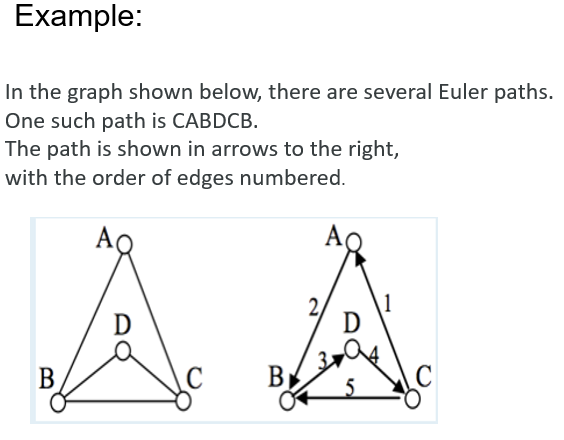 Example:
In the graph shown below, there are several Euler paths.
One such path is CABDCB.
The path is shown in arrows to the right,
with the order of edges numbered.
A A
2 1
D D
3 4
B C B C
5